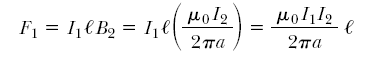 F₁ = I₁ℓB₂ = I₁ℓ(μ₀I₂/2πa) = μ₀I₁I₂/2πa ℓ